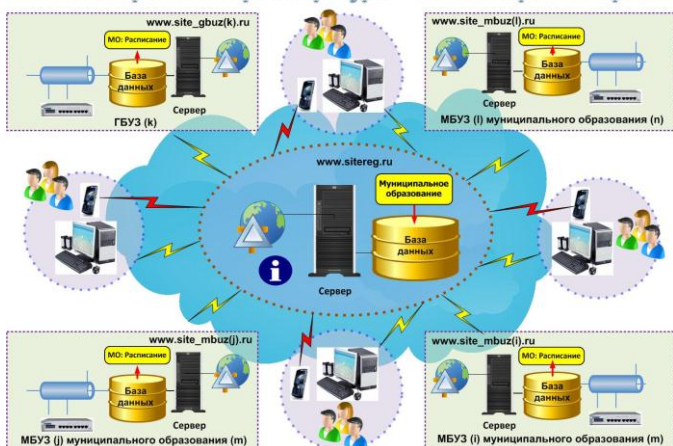 www.site_gbuz(k).ru
МО: Расписание
База
данных
Сервер
ГБУЗ (k)
www.site_mbuz(l).ru
МО: Расписание
База
данных
Сервер
МБУЗ (l) муниципального образования (n)
www.sitereg.ru
Муниципальное
образование
База
данных
Сервер
www.site_mbuz(j).ru
МО: Расписание
База
данных
Сервер
МБУЗ (j) муниципального образования (m)
www.site_mbuz(i).ru
МО: Расписание
База
данных
Сервер
МБУЗ (i) муниципального образования (m)